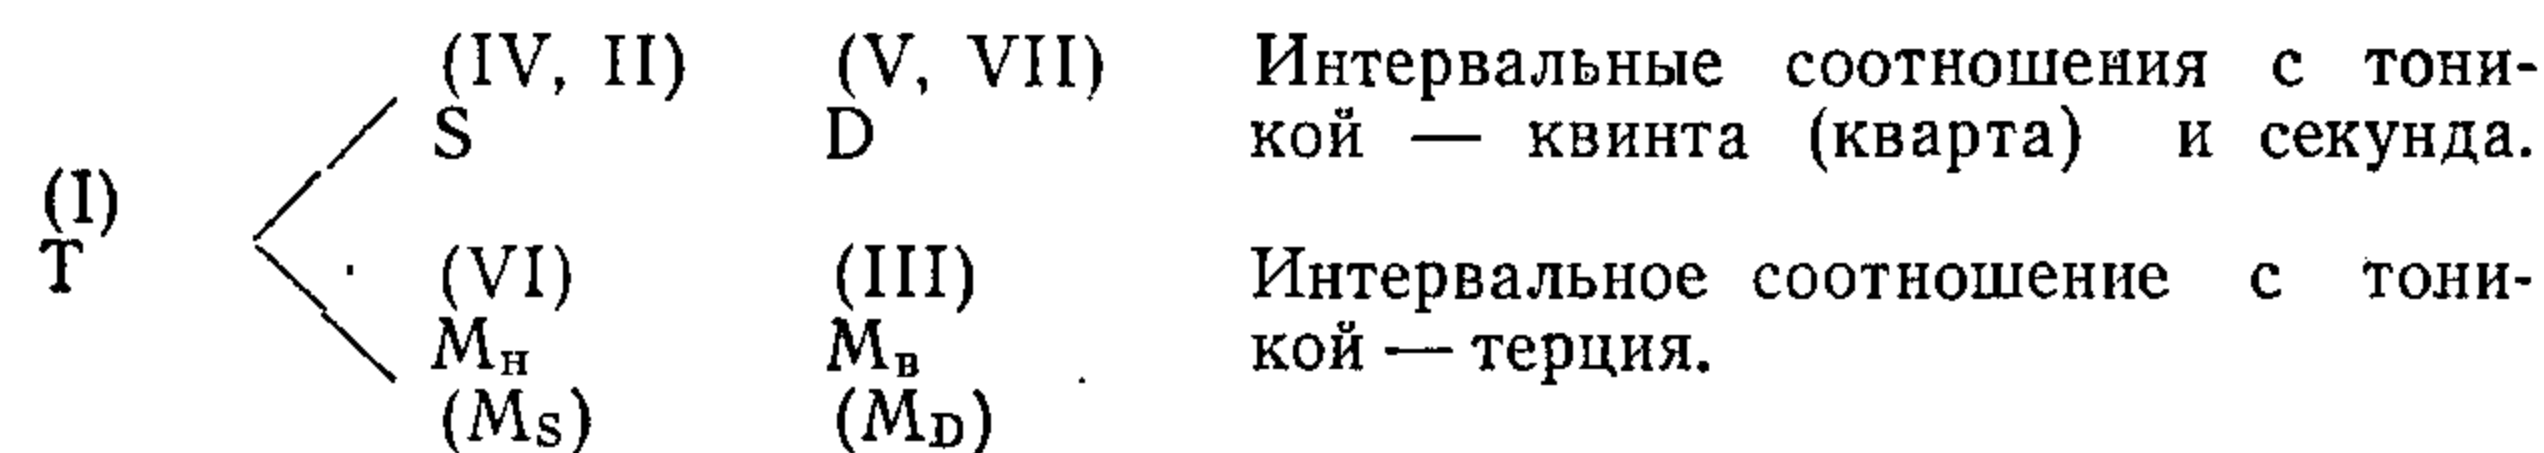 (IV, II) (V, VII) Интервальные соотношения с тони-
S D кой — квинта (кварта) и секунда.
(I)
T
(VI) (III) Интервальное соотношение с тони-
Mн Mв кой — терция.
(MS) (MD)